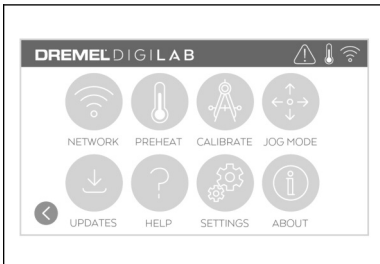 DREMEL DIGILAB
NETWORK PREHEAT CALIBRATE JOG MODE
UPDATES HELP SETTINGS ABOUT